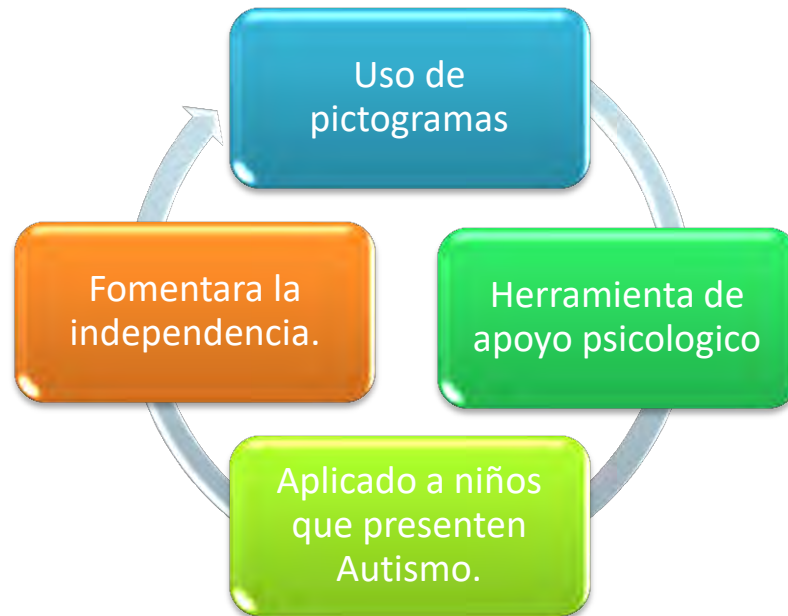 Uso de
pictogramas
Herramienta de
apoyo psicologico
Aplicado a niños
que presenten
Autismo.
Fomentara la
independencia.